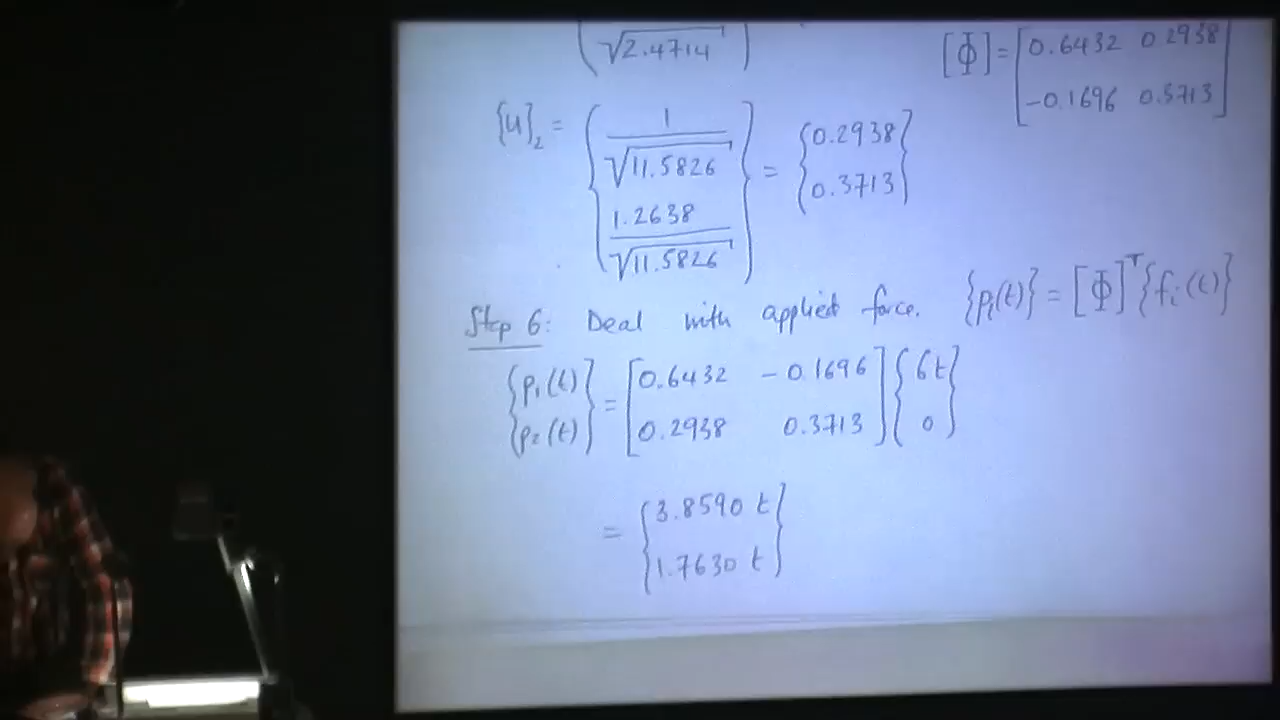 √2.4714
[Φ] = [0.6432 0.2938
-0.1696 0.3713]
{u}₂ = { 1 / √11.5826
1.2638 / √11.5826 } = {0.2938
0.3713}
Step 6: Deal with applied force. {pᵢ(t)} = [Φ]ᵀ{fᵢ(t)}
{p₁(t)
p₂(t)} = [0.6432 -0.1696
0.2938 0.3713] {6t
0}
= {3.8590 t
1.7630 t}